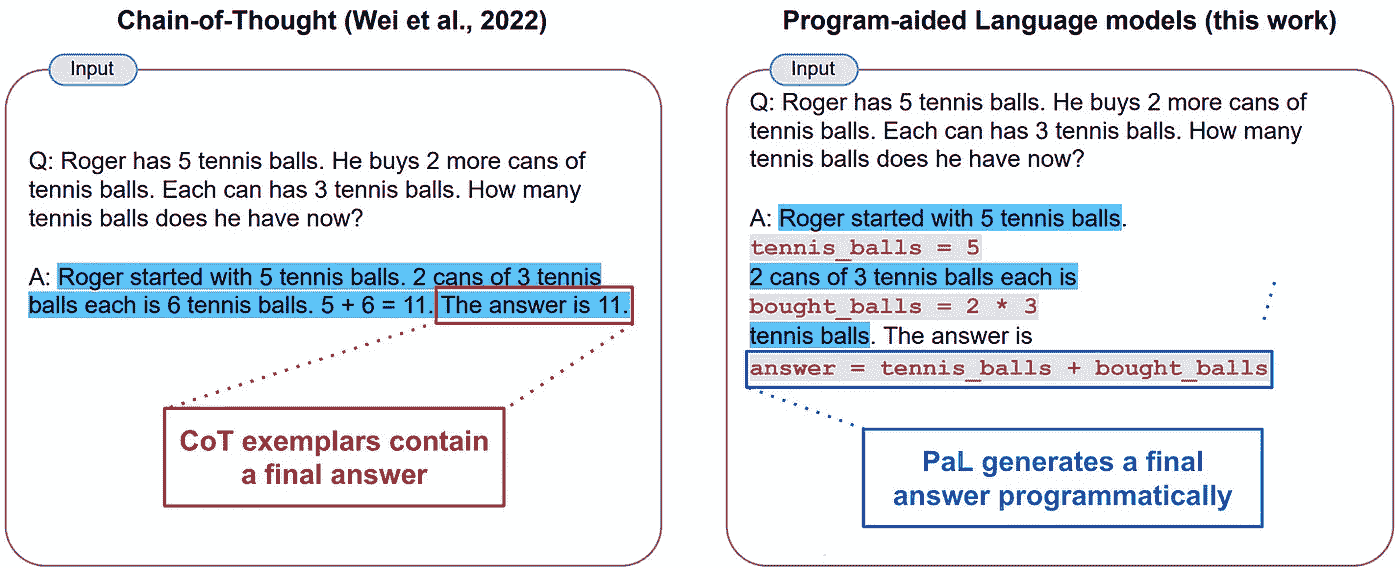 Chain-of-Thought (Wei et al., 2022)
Input
Q: Roger has 5 tennis balls. He buys 2 more cans of
tennis balls. Each can has 3 tennis balls. How many
tennis balls does he have now?
A: Roger started with 5 tennis balls. 2 cans of 3 tennis
balls each is 6 tennis balls. 5 + 6 = 11. The answer is 11.
CoT exemplars contain
a final answer
Program-aided Language models (this work)
Input
Q: Roger has 5 tennis balls. He buys 2 more cans of
tennis balls. Each can has 3 tennis balls. How many
tennis balls does he have now?
A: Roger started with 5 tennis balls.
tennis_balls = 5
2 cans of 3 tennis balls each is
bought_balls = 2 * 3
tennis balls. The answer is
answer = tennis_balls + bought_balls
PaL generates a final
answer programmatically